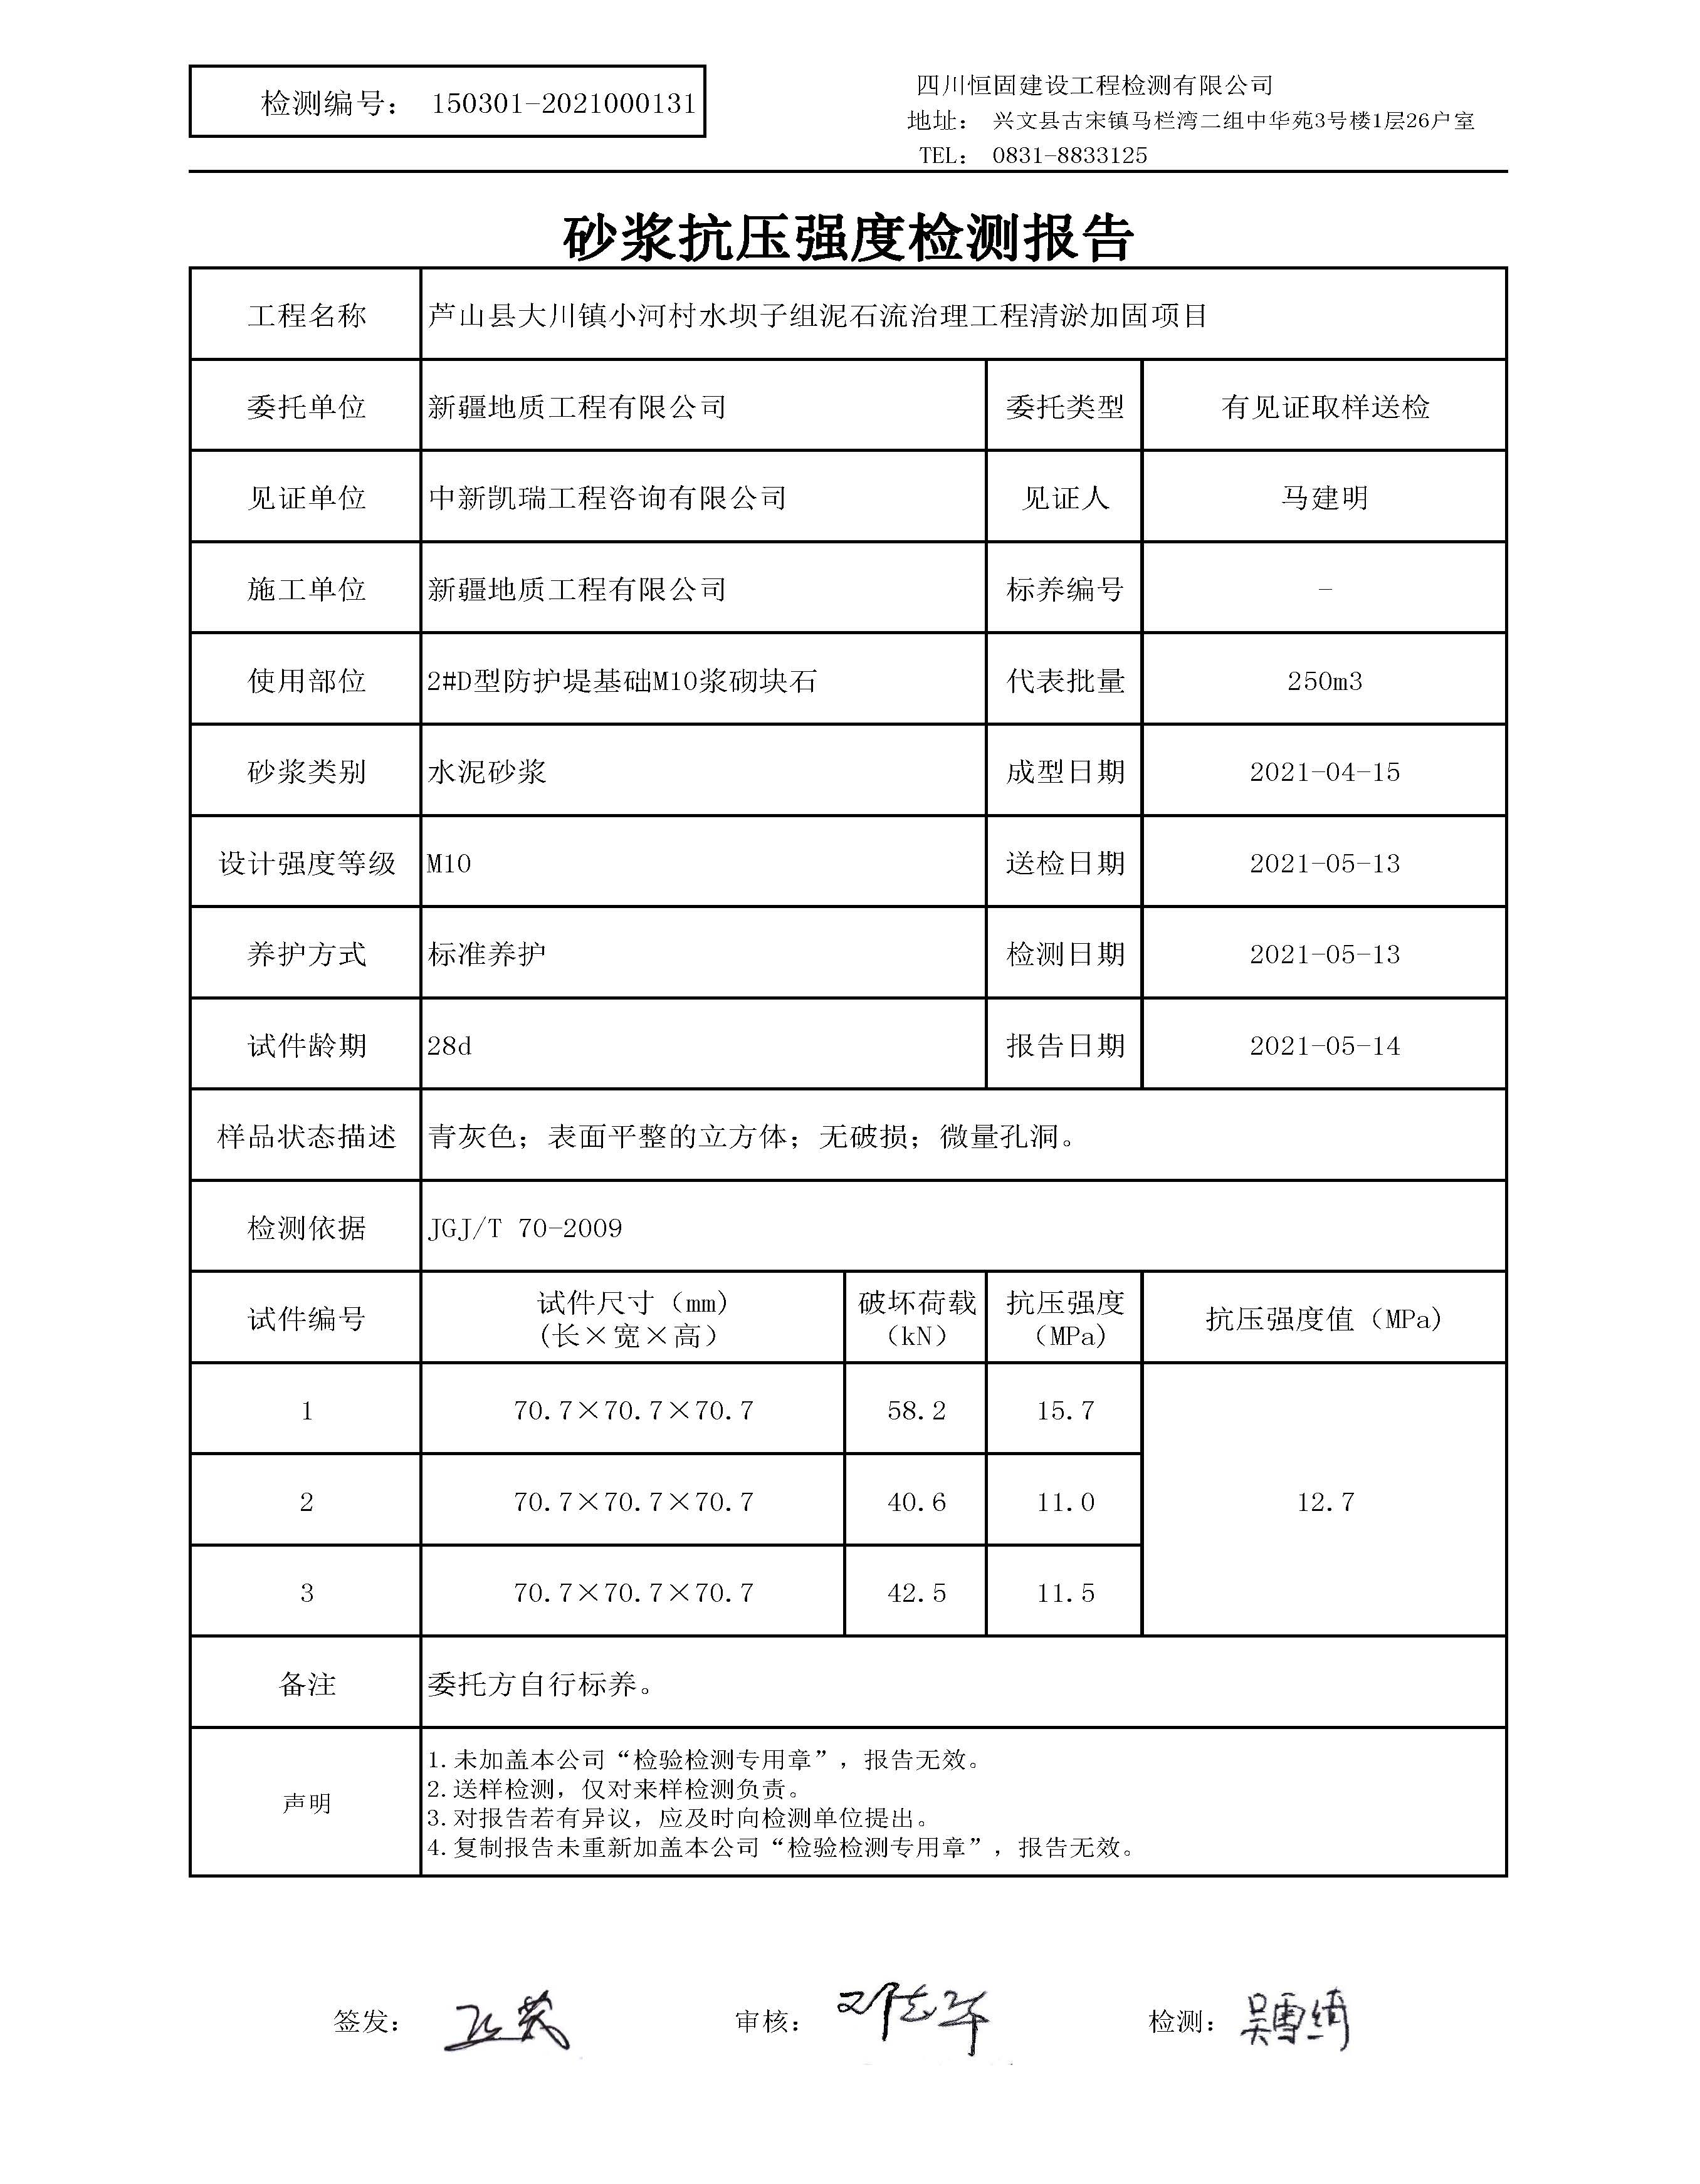 检测编号： 150301-2021000131
四川恒固建设工程检测有限公司
地址： 兴文县古宋镇马栏湾二组中华苑3号楼1层26户室
TEL： 0831-8833125
砂浆抗压强度检测报告
工程名称 芦山县大川镇小河村水坝子组泥石流治理工程清淤加固项目
委托单位 新疆地质工程有限公司 委托类型 有见证取样送检
见证单位 中新凯瑞工程咨询有限公司 见证人 马建明
施工单位 新疆地质工程有限公司 标养编号 -
使用部位 2#D型防护堤基础M10浆砌块石 代表批量 250m3
砂浆类别 水泥砂浆 成型日期 2021-04-15
设计强度等级 M10 送检日期 2021-05-13
养护方式 标准养护 检测日期 2021-05-13
试件龄期 28d 报告日期 2021-05-14
样品状态描述 青灰色；表面平整的立方体；无破损；微量孔洞。
检测依据 JGJ/T 70-2009
试件编号 试件尺寸（mm） 破坏荷载 抗压强度 抗压强度值（MPa）
(长×宽×高） （kN） （MPa）
1 70.7×70.7×70.7 58.2 15.7
2 70.7×70.7×70.7 40.6 11.0 12.7
3 70.7×70.7×70.7 42.5 11.5
备注 委托方自行标养。
声明
1.未加盖本公司“检验检测专用章”，报告无效。
2.送样检测，仅对来样检测负责。
3.对报告若有异议，应及时向检测单位提出。
4.复制报告未重新加盖本公司“检验检测专用章”，报告无效。
签发： 审核： 检测： 吴雪绮